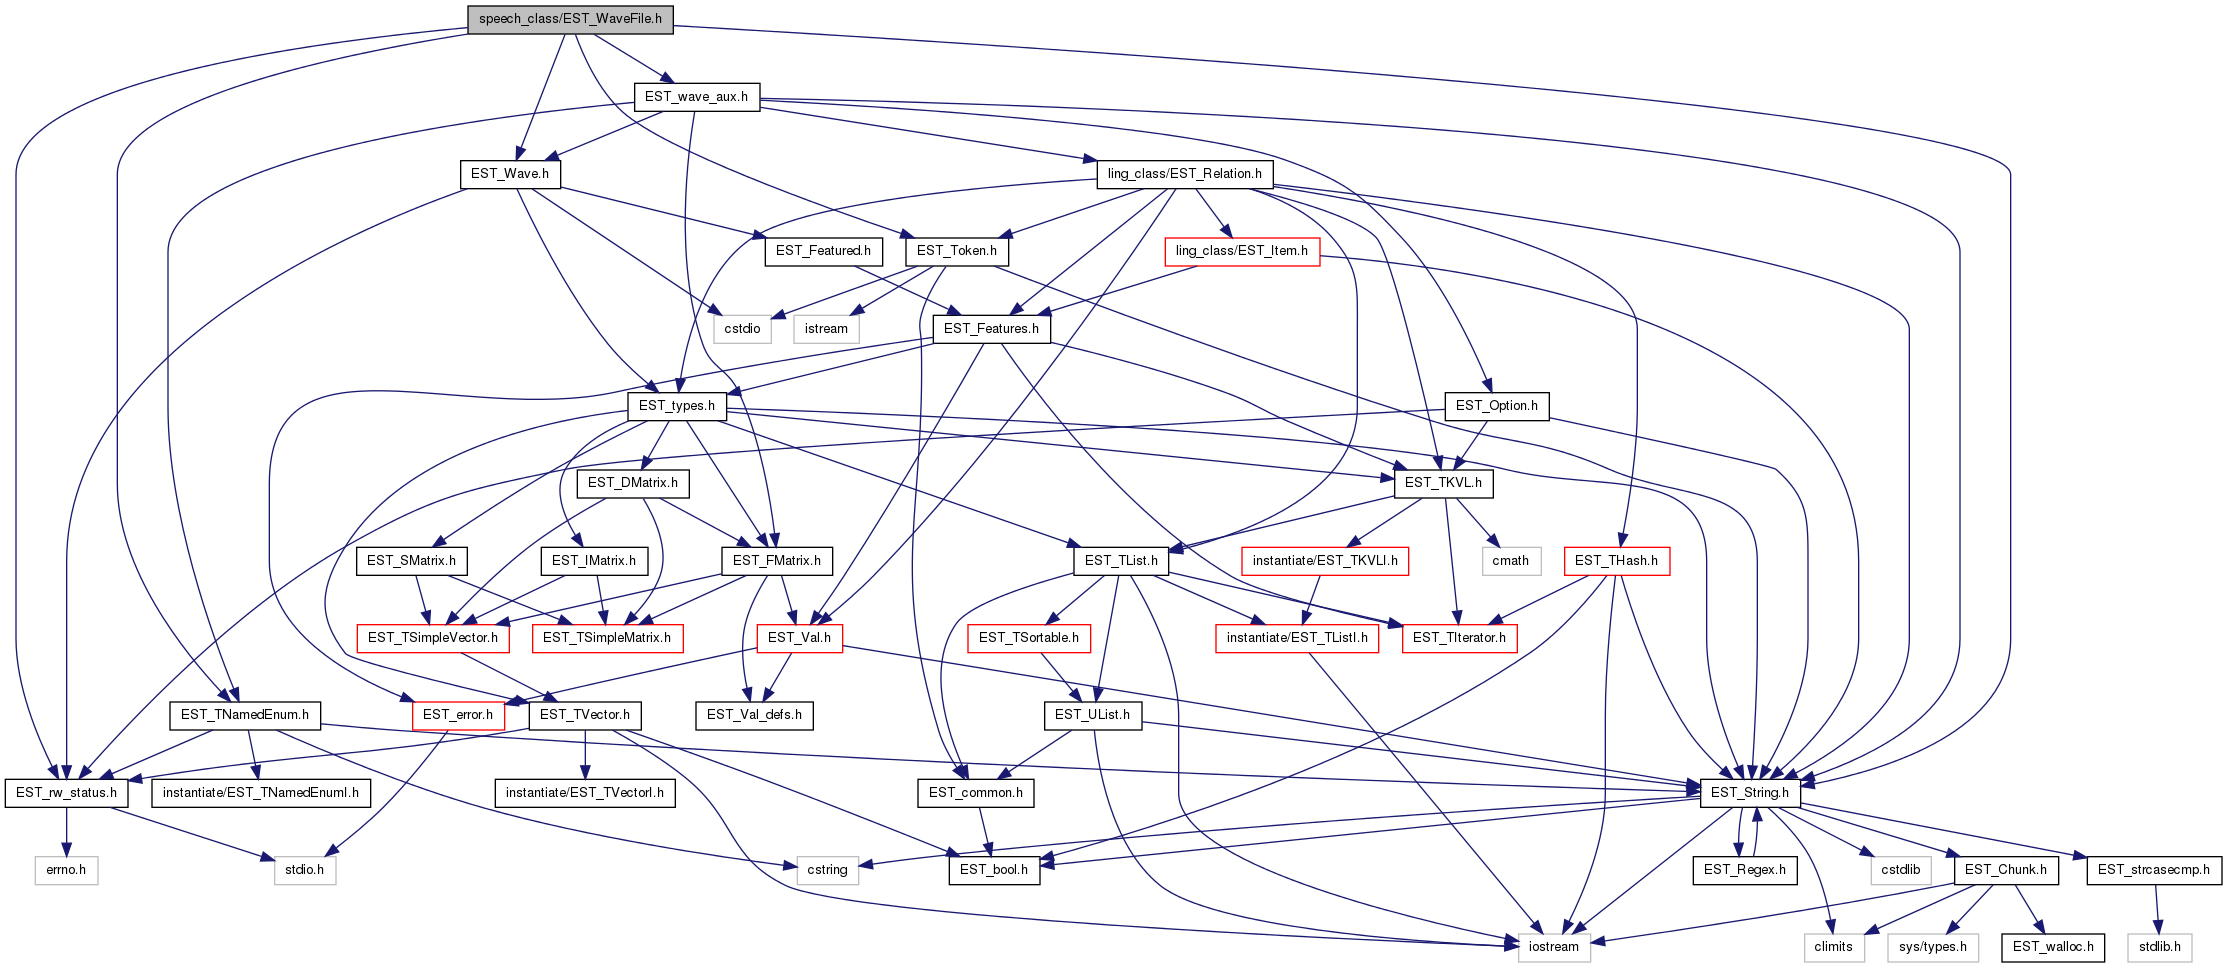 speech_class/EST_WaveFile.h
EST_wave_aux.h
EST_Wave.h
ling_class/EST_Relation.h
EST_Featured.h
EST_Token.h
ling_class/EST_Item.h
cstdio
istream
EST_Features.h
EST_types.h
EST_Option.h
EST_DMatrix.h
EST_TKVL.h
EST_SMatrix.h
EST_IMatrix.h
EST_FMatrix.h
EST_TList.h
instantiate/EST_TKVLI.h
cmath
EST_THash.h
EST_TSimpleVector.h
EST_TSimpleMatrix.h
EST_Val.h
EST_TSortable.h
instantiate/EST_TListI.h
EST_TIterator.h
EST_TNamedEnum.h
EST_error.h
EST_TVector.h
EST_Val_defs.h
EST_UList.h
EST_rw_status.h
instantiate/EST_TNamedEnumI.h
instantiate/EST_TVectorI.h
EST_common.h
EST_String.h
errno.h
stdio.h
cstring
EST_bool.h
EST_Regex.h
cstdlib
EST_Chunk.h
EST_strcasecmp.h
iostream
climits
sys/types.h
EST_walloc.h
stdlib.h